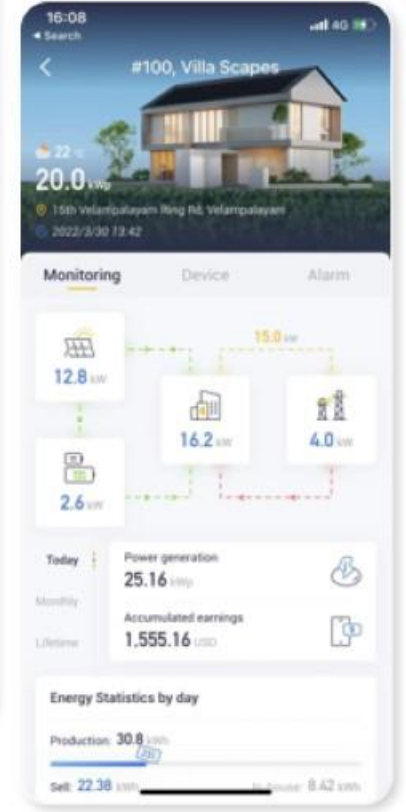 16:08
4G
Search
#100, Villa Scapes
22 °C
20.0 kWp
15th Velampalayam Ring Rd, Velampalayam
2022/3/30 13:42
Monitoring Device Alarm
15.0 kW
12.8 kW
16.2 kW
4.0 kW
2.6 kW
Today
Monthly
Lifetime
Power generation
25.16 kWp
Accumulated earnings
1,555.16 USD
Energy Statistics by day
Production: 30.8 kWh
Sell: 22.38 kWh
In-house: 8.42 kWh